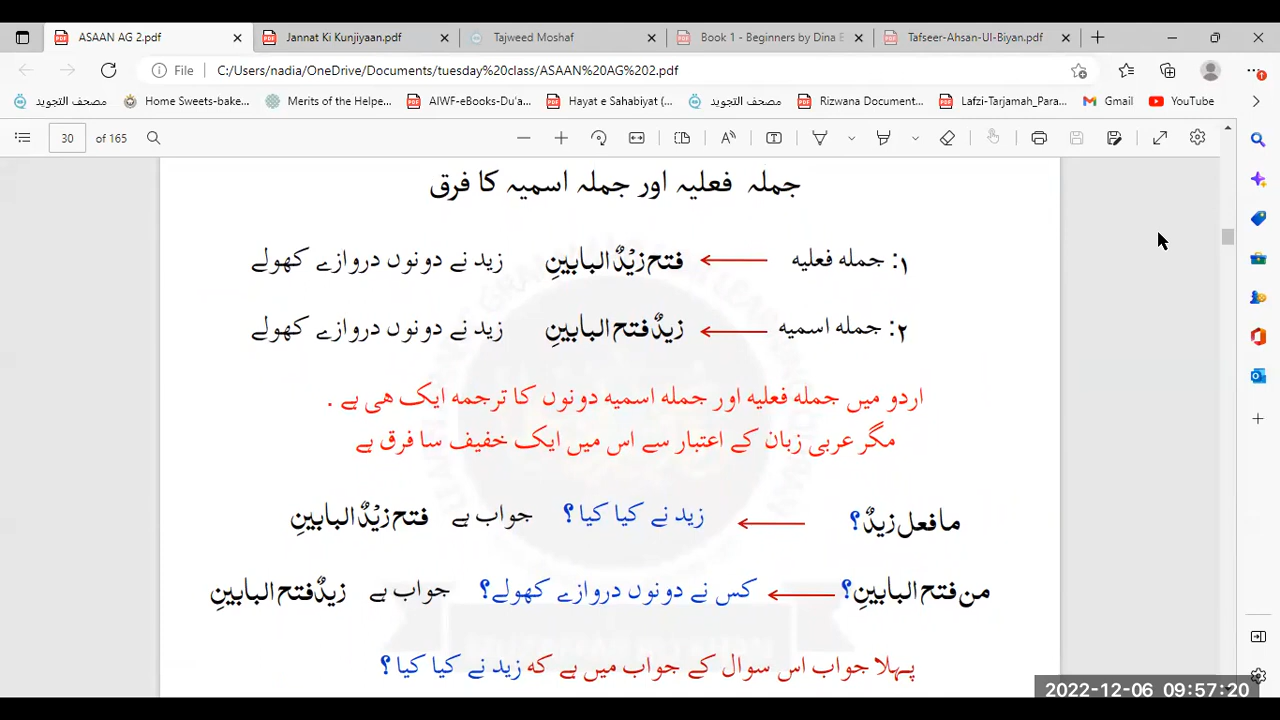 ASAAN AG 2.pdf
Jannat Ki Kunjiyaan.pdf
Tajweed Moshaf
Book 1 - Beginners by Dina E
Tafseer-Ahsan-Ul-Biyan.pdf
File C:/Users/nadia/OneDrive/Documents/tuesday%20class/ASAAN%20AG%202.pdf
مصحف التجويد Home Sweets-bake... Merits of the Helpe... AIWF-eBooks-Du'a... Hayat e Sahabiyat (... مصحف التجويد Rizwana Document... Lafzi-Tarjamah_Para... Gmail YouTube
30 of 165
جملہ فعلیہ اور جملہ اسمیہ کا فرق
۱: جملہ فعلیہ ← فتح زیْدٌ البابینِ زید نے دونوں دروازے کھولے
۲: جملہ اسمیہ ← زیدٌ فتح البابینِ زید نے دونوں دروازے کھولے
اردو میں جملہ فعلیہ اور جملہ اسمیہ دونوں کا ترجمہ ایک ہی ہے .
مگر عربی زبان کے اعتبار سے اس میں ایک خفیف سا فرق ہے
ما فعل زیدٌ؟ ← زید نے کیا کیا ؟ جواب ہے فتح زیْدٌ البابینِ
من فتح البابینِ؟ ← کس نے دونوں دروازے کھولے؟ جواب ہے زیدٌ فتح البابینِ
پہلا جواب اس سوال کے جواب میں ہے کہ زید نے کیا کیا ؟
2022-12-06 09:57:20